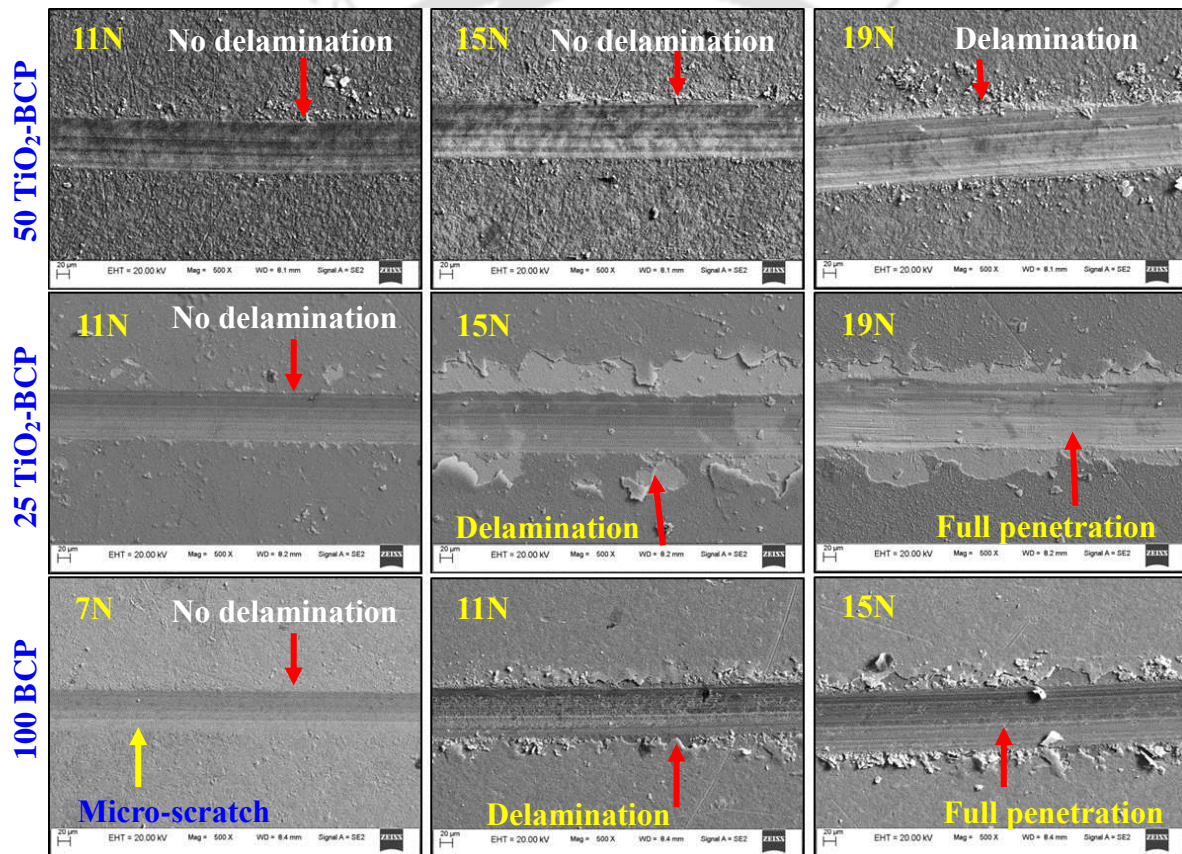 50 TiO₂-BCP
11N No delamination
20 µm EHT = 20.00 kV Mag = 500 X WD = 8.1 mm Signal A = SE2 ZEISS
15N No delamination
20 µm EHT = 20.00 kV Mag = 500 X WD = 8.1 mm Signal A = SE2 ZEISS
19N Delamination
20 µm EHT = 20.00 kV Mag = 500 X WD = 8.1 mm Signal A = SE2 ZEISS
25 TiO₂-BCP
11N No delamination
20 µm EHT = 20.00 kV Mag = 500 X WD = 8.2 mm Signal A = SE2 ZEISS
15N
Delamination
20 µm EHT = 20.00 kV Mag = 500 X WD = 8.2 mm Signal A = SE2 ZEISS
19N
Full penetration
20 µm EHT = 20.00 kV Mag = 500 X WD = 8.2 mm Signal A = SE2 ZEISS
100 BCP
7N No delamination
Micro-scratch
20 µm EHT = 20.00 kV Mag = 500 X WD = 8.4 mm Signal A = SE2 ZEISS
11N
Delamination
20 µm EHT = 20.00 kV Mag = 500 X WD = 8.4 mm Signal A = SE2 ZEISS
15N
Full penetration
20 µm EHT = 20.00 kV Mag = 500 X WD = 8.4 mm Signal A = SE2 ZEISS